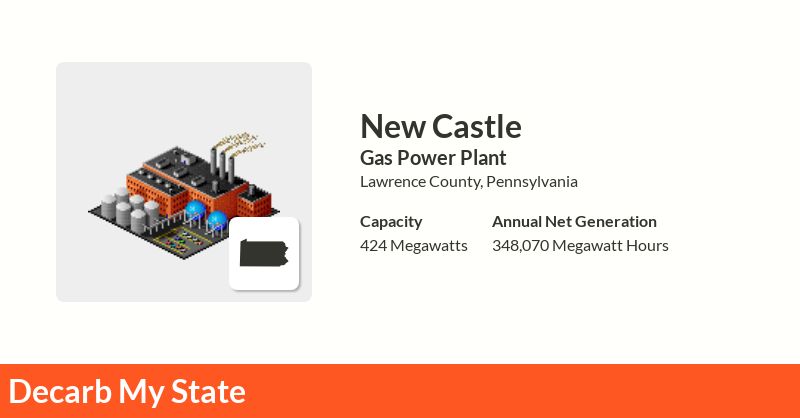 New Castle
Gas Power Plant
Lawrence County, Pennsylvania
Capacity
424 Megawatts
Annual Net Generation
348,070 Megawatt Hours
Decarb My State